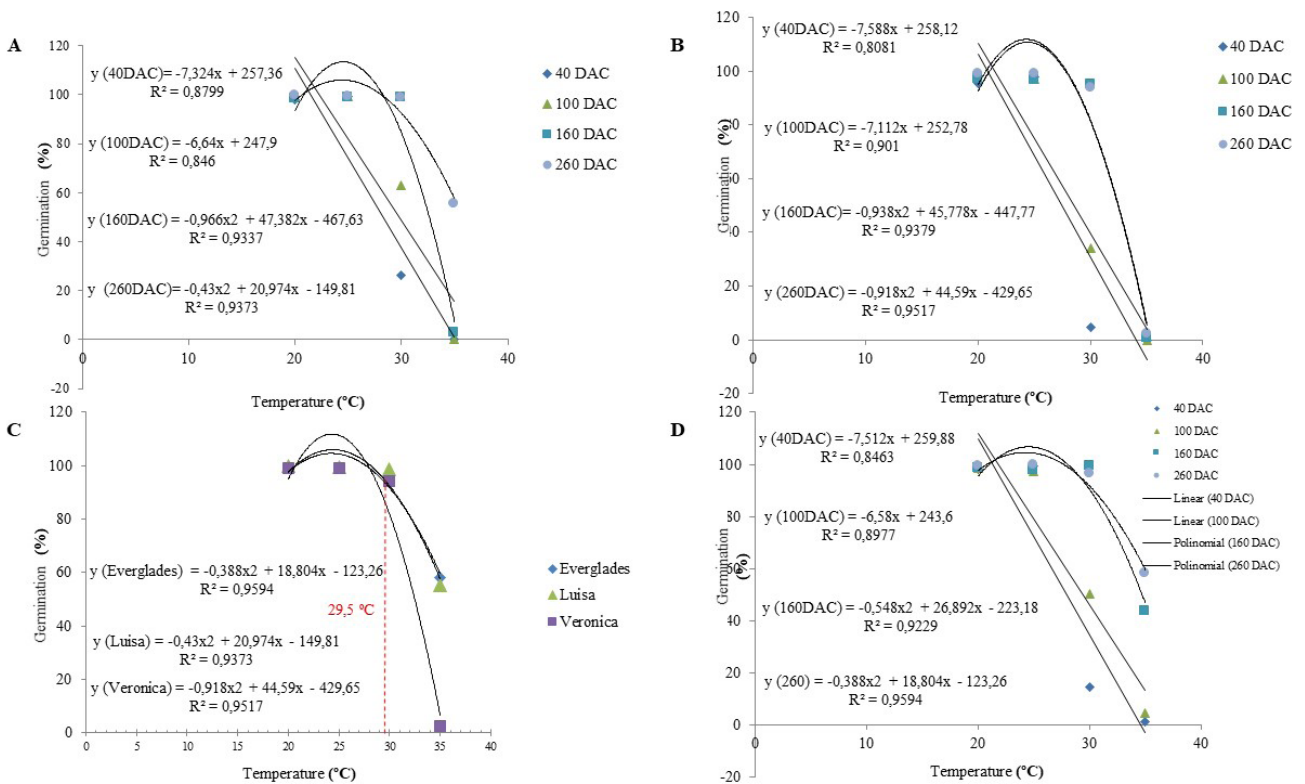 A
y (40DAC)= -7,324x + 257,36
R² = 0,8799
y (100DAC)= -6,64x + 247,9
R² = 0,846
y (160DAC)= -0,966x2 + 47,382x - 467,63
R² = 0,9337
y (260DAC)= -0,43x2 + 20,974x - 149,81
R² = 0,9373
Germination (%)
120
100
80
60
40
20
0
-20
0
10
20
30
40
Temperature (ºC)
40 DAC
100 DAC
160 DAC
260 DAC
B
y (40DAC) = -7,588x + 258,12
R² = 0,8081
y (100DAC) = -7,112x + 252,78
R² = 0,901
y (160DAC) = -0,938x2 + 45,778x - 447,77
R² = 0,9379
y (260DAC) = -0,918x2 + 44,59x - 429,65
R² = 0,9517
Germination (%)
120
100
80
60
40
20
0
-20
0
10
20
30
40
Temperature (ºC)
40 DAC
100 DAC
160 DAC
260 DAC
C
y (Everglades) = -0,388x2 + 18,804x - 123,26
R² = 0,9594
29,5 ºC
y (Luisa) = -0,43x2 + 20,974x - 149,81
R² = 0,9373
y (Veronica) = -0,918x2 + 44,59x - 429,65
R² = 0,9517
Germination (%)
120
100
80
60
40
20
0
0
5
10
15
20
25
30
35
40
Temperature (ºC)
Everglades
Luisa
Veronica
D
y (40DAC) = -7,512x + 259,88
R² = 0,8463
y (100DAC) = -6,58x + 243,6
R² = 0,8977
y (160DAC) = -0,548x2 + 26,892x - 223,18
R² = 0,9229
y (260) = -0,388x2 + 18,804x - 123,26
R² = 0,9594
Germination (%)
120
100
80
60
40
20
0
-20
0
10
20
30
40
Temperature (ºC)
40 DAC
100 DAC
160 DAC
260 DAC
Linear (40 DAC)
Linear (100 DAC)
Polinomial (160 DAC)
Polinomial (260 DAC)